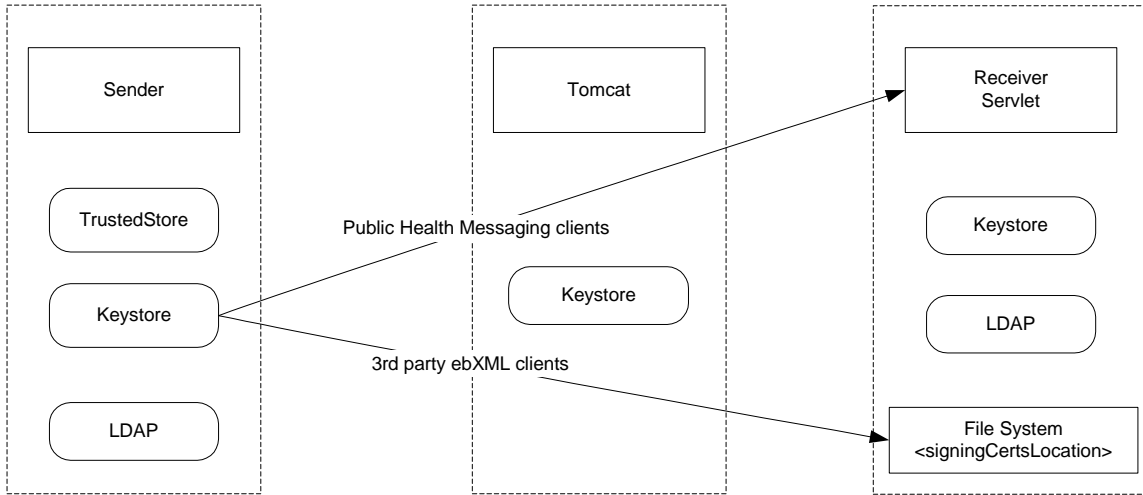 Sender
Tomcat
Receiver
Servlet
TrustedStore
Public Health Messaging clients
Keystore
Keystore
Keystore
LDAP
3rd party ebXML clients
LDAP
File System
<signingCertsLocation>